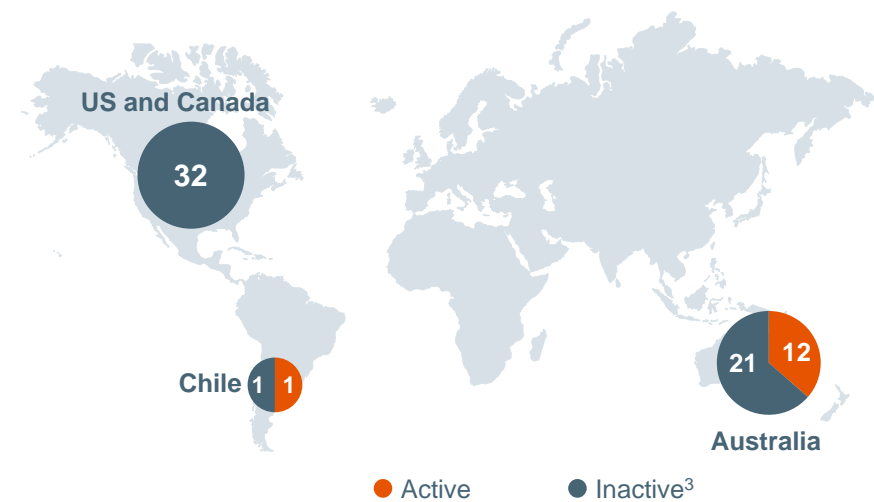 US and Canada
32
Chile
1 1
21 12
Australia
Active Inactive³